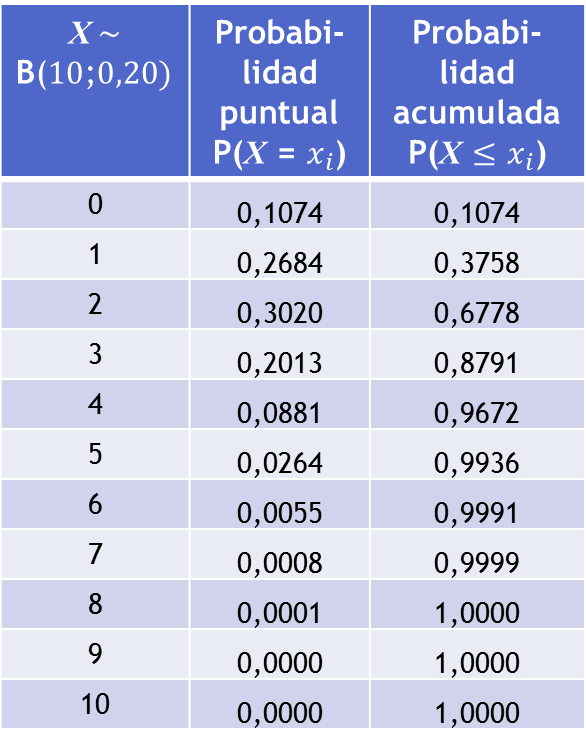 X ~
B(10;0,20)
Probabi-
lidad
puntual
P(X = xᵢ)
Probabi-
lidad
acumulada
P(X ≤ xᵢ)
0 0,1074 0,1074
1 0,2684 0,3758
2 0,3020 0,6778
3 0,2013 0,8791
4 0,0881 0,9672
5 0,0264 0,9936
6 0,0055 0,9991
7 0,0008 0,9999
8 0,0001 1,0000
9 0,0000 1,0000
10 0,0000 1,0000